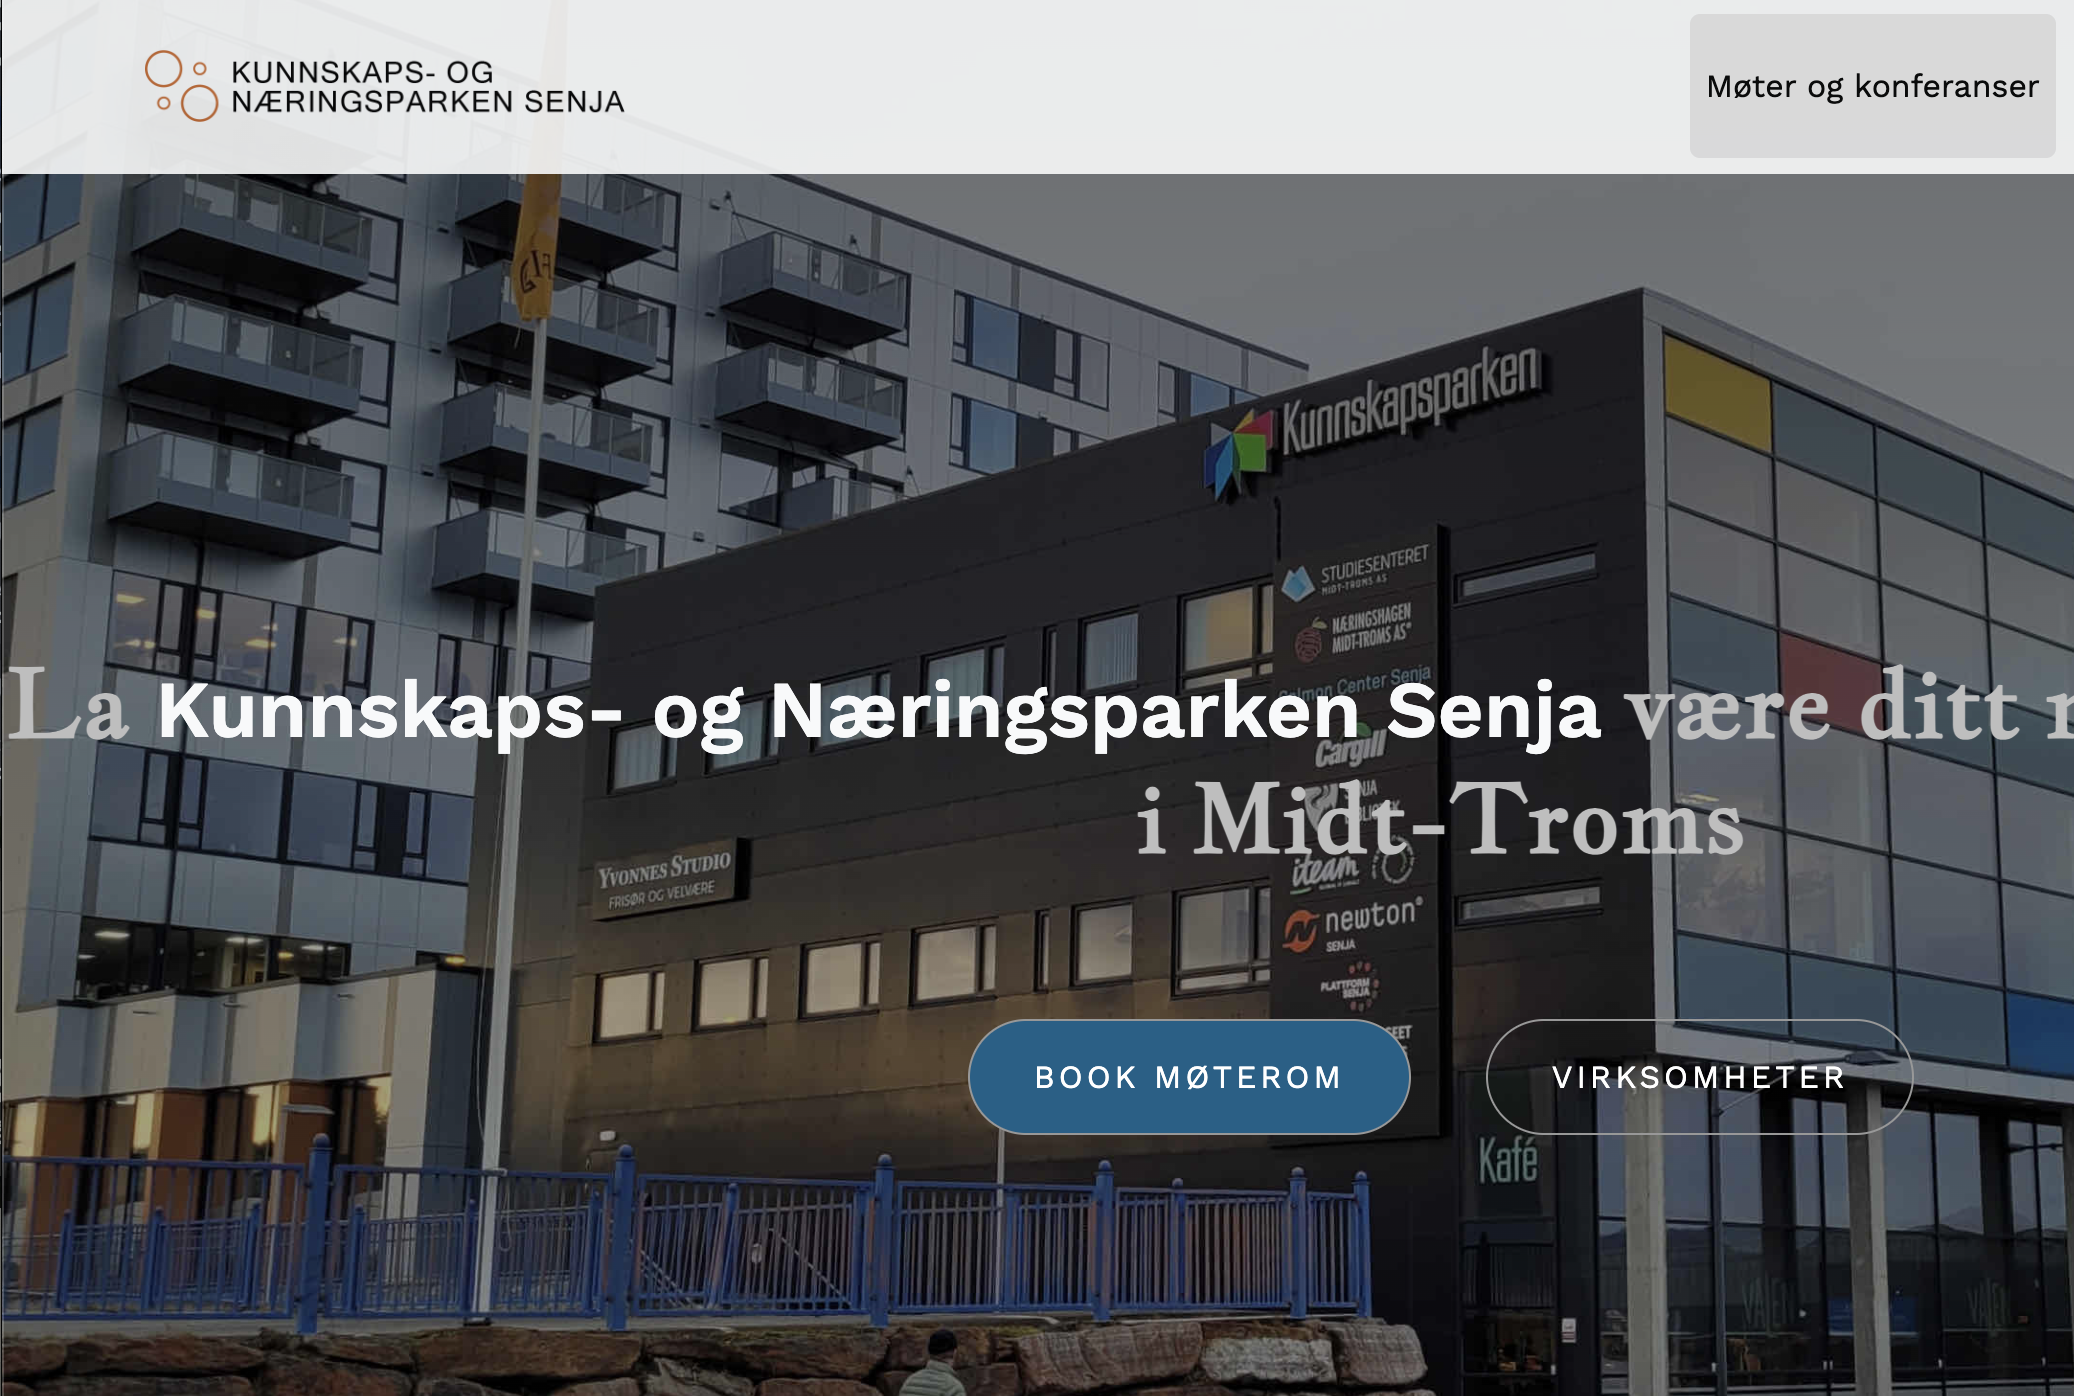 KUNNSKAPS- OG
NÆRINGSPARKEN SENJA
Møter og konferanser
Kunnskapsparken
STUDIESENTERET
MIDT-TROMS AS
NÆRINGSHAGEN
MIDT-TROMS AS
Salmon Center Senja
La Kunnskaps- og Næringsparken Senja være ditt
Cargill
i Midt-Troms
YVONNES STUDIO
FRISØR OG VELVÆRE
iteam
newton
SENJA
PLATTFORM
SENJA
BOOK MØTEROM
VIRKSOMHETER
Kafé